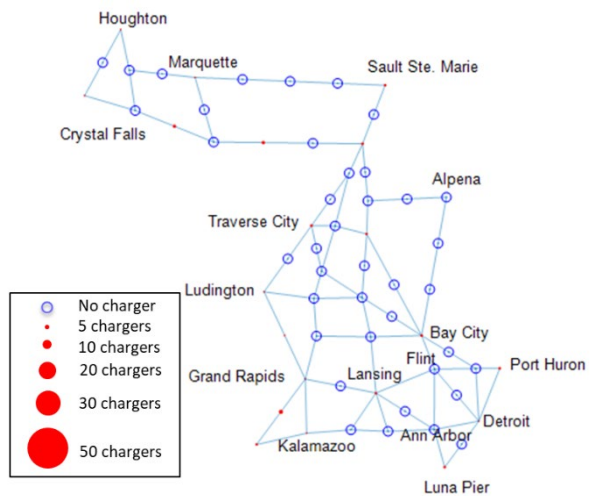 Houghton
Marquette
Sault Ste. Marie
Crystal Falls
Alpena
Traverse City
Ludington
Bay City
Flint
Port Huron
Grand Rapids
Lansing
Detroit
Ann Arbor
Kalamazoo
Luna Pier
No charger
5 chargers
10 chargers
20 chargers
30 chargers
50 chargers